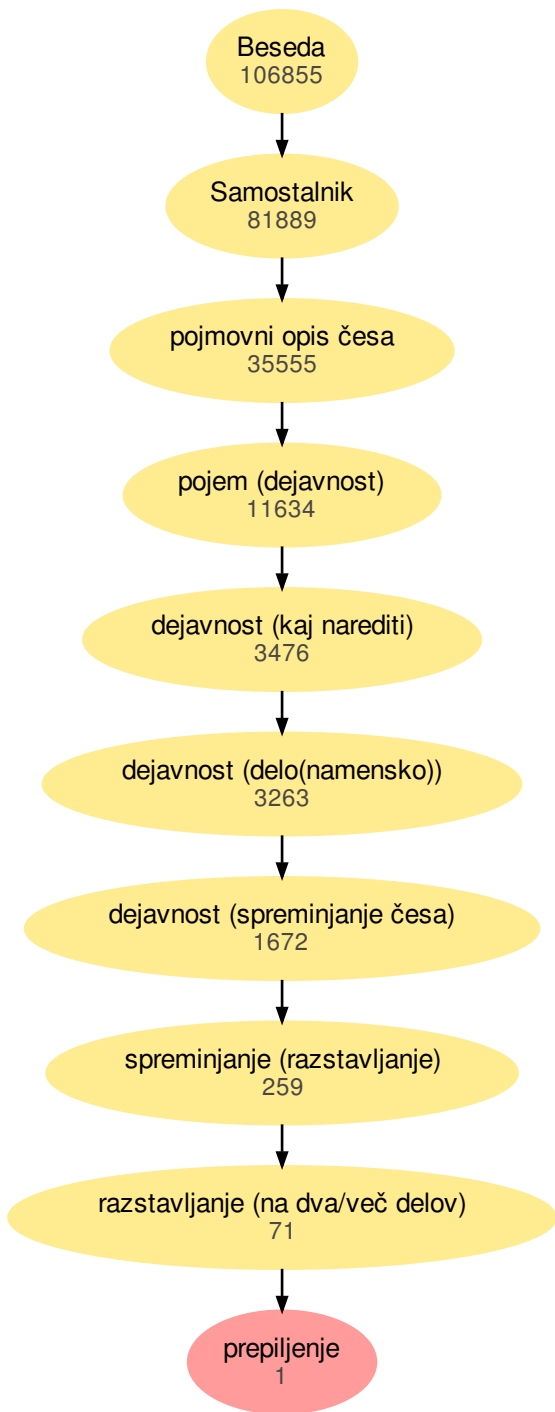 Beseda
106855
Samostalnik
81889
pojmovni opis česa
35555
pojem (dejavnost)
11634
dejavnost (kaj narediti)
3476
dejavnost (delo(namensko))
3263
dejavnost (spreminjanje česa)
1672
spreminjanje (razstavljanje)
259
razstavljanje (na dva/več delov)
71
prepiljenje
1